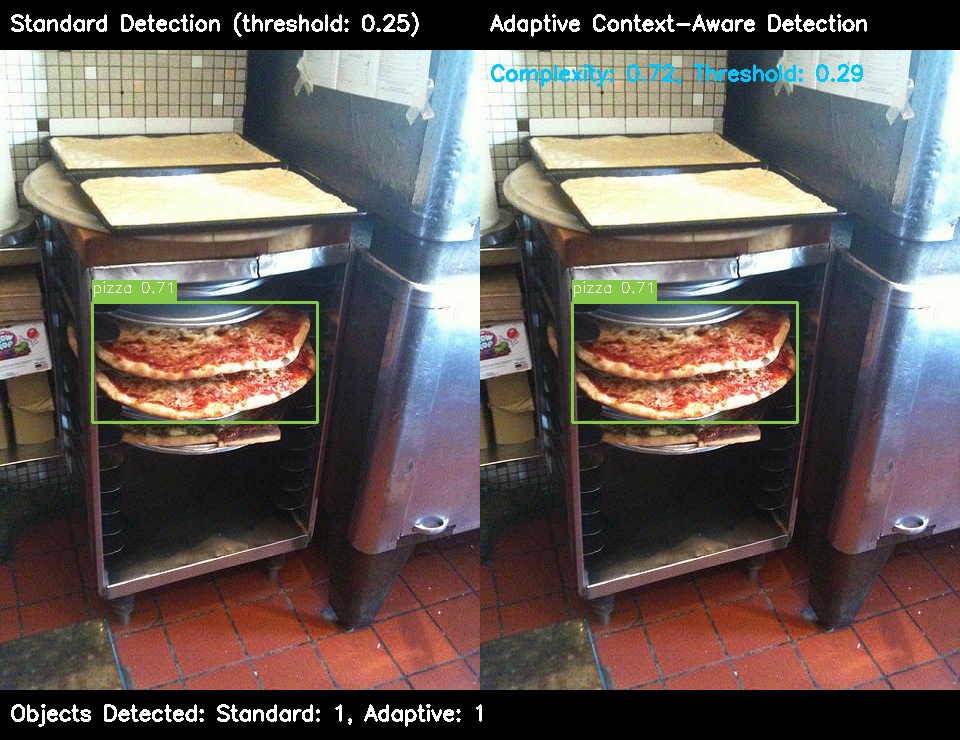 Standard Detection (threshold: 0.25)
Adaptive Context-Aware Detection
Complexity: 0.72, Threshold: 0.29
pizza 0.71
pizza 0.71
Objects Detected: Standard: 1, Adaptive: 1